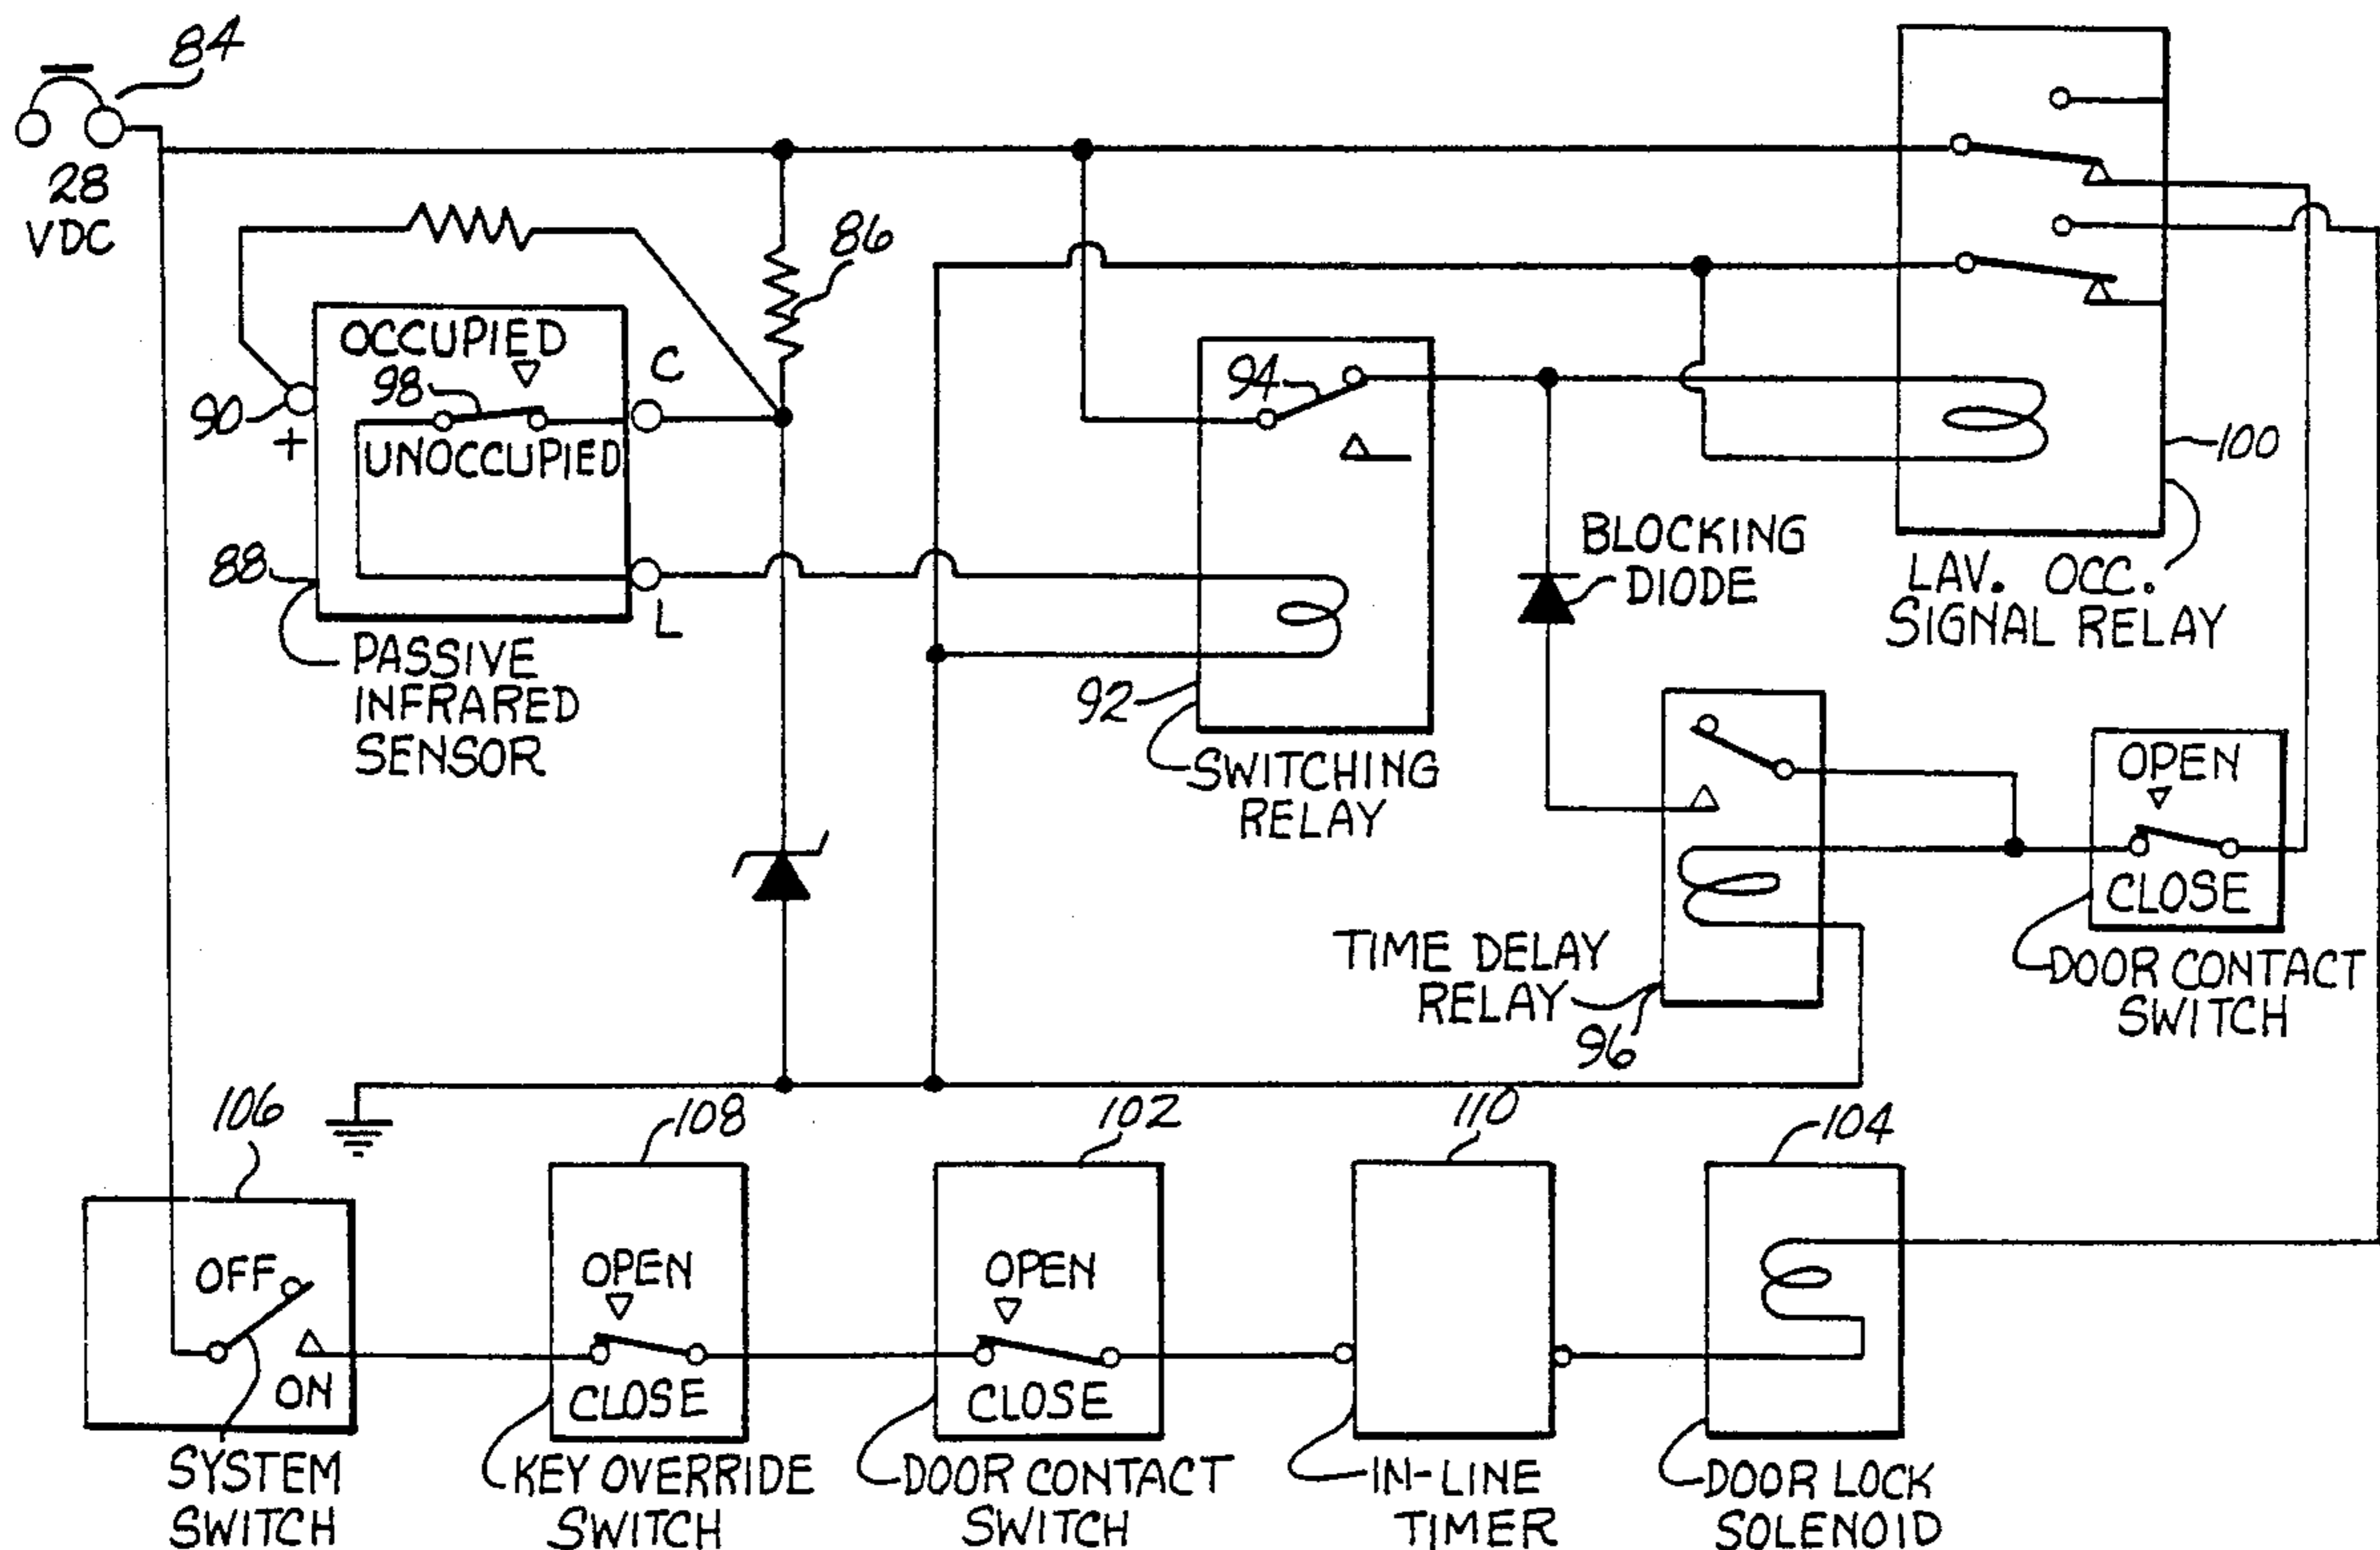 84
28
VDC
86
OCCUPIED
98
C
90
+
UNOCCUPIED
94
100
88
L
PASSIVE
INFRARED
SENSOR
92
SWITCHING
RELAY
BLOCKING
DIODE
LAV. OCC.
SIGNAL RELAY
OPEN
CLOSE
DOOR CONTACT
SWITCH
TIME DELAY
RELAY
96
106
108
102
110
104
OFF
ON
OPEN
CLOSE
OPEN
CLOSE
SYSTEM
SWITCH
KEY OVERRIDE
SWITCH
DOOR CONTACT
SWITCH
IN-LINE
TIMER
DOOR LOCK
SOLENOID